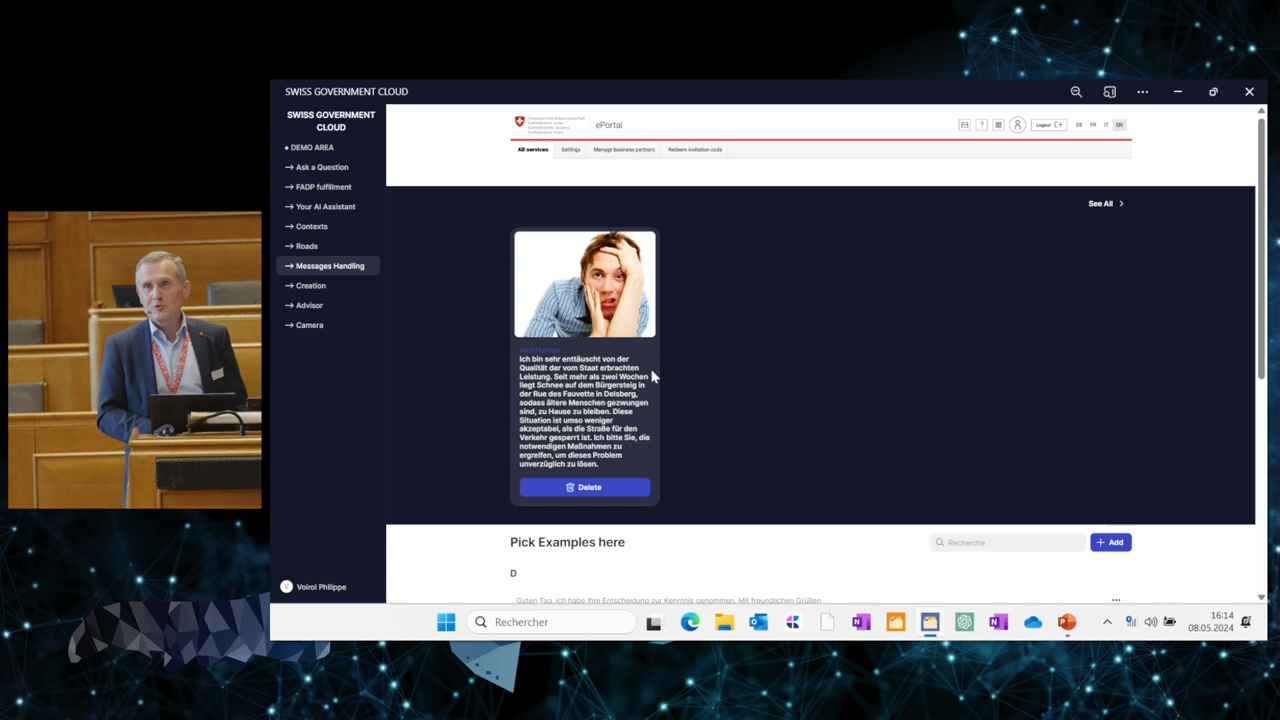 SWISS GOVERNMENT CLOUD
SWISS GOVERNMENT
CLOUD
DEMO AREA
Ask a Question
FADP fulfillment
Your AI Assistant
Contexts
Roads
Messages Handling
Creation
Advisor
Camera
V Voirol Philippe
ePortal
?
Logout
DE FR IT EN
All services Settings Manage business partners Redeem invitation code
See All
FRUSTRATION
Ich bin sehr enttäuscht von der
Qualität der vom Staat erbrachten
Leistung. Seit mehr als zwei Wochen
liegt Schnee auf dem Bürgersteig in
der Rue des Fauvette in Delsberg,
sodass ältere Menschen gezwungen
sind, zu Hause zu bleiben. Diese
Situation ist umso weniger
akzeptabel, als die Straße für den
Verkehr gesperrt ist. Ich bitte Sie, die
notwendigen Maßnahmen zu
ergreifen, um dieses Problem
unverzüglich zu lösen.
Delete
Pick Examples here
Recherche
+ Add
D
Guten Tag, ich habe Ihre Entscheidung zur Kenntnis genommen. Mit freundlichen Grüßen
Rechercher
16:14
08.05.2024